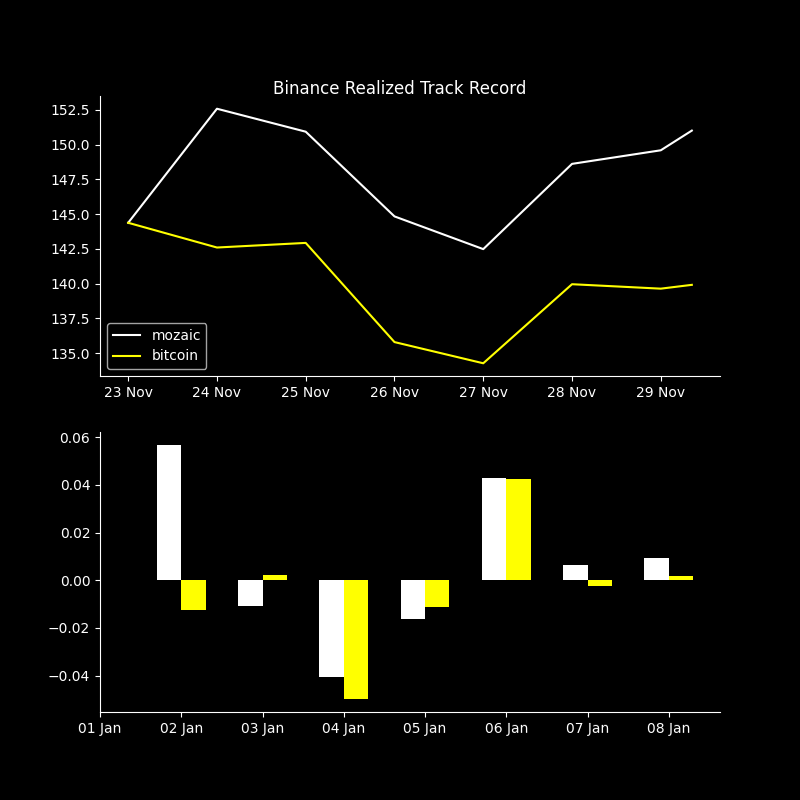 Binance Realized Track Record
152.5
150.0
147.5
145.0
142.5
140.0
137.5
135.0
mozaic
bitcoin
23 Nov 24 Nov 25 Nov 26 Nov 27 Nov 28 Nov 29 Nov
0.06
0.04
0.02
0.00
−0.02
−0.04
01 Jan 02 Jan 03 Jan 04 Jan 05 Jan 06 Jan 07 Jan 08 Jan